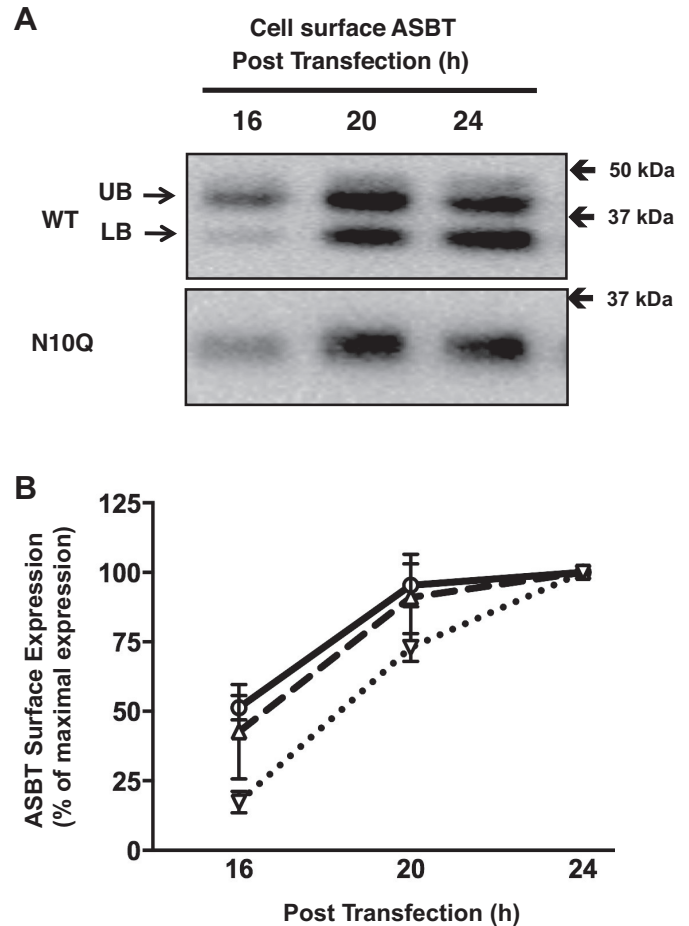 A
Cell surface ASBT
Post Transfection (h)
16 20 24
50 kDa
UB
WT
37 kDa
LB
37 kDa
N10Q
B
ASBT Surface Expression
(% of maximal expression)
125
100
75
50
25
0
16 20 24
Post Transfection (h)